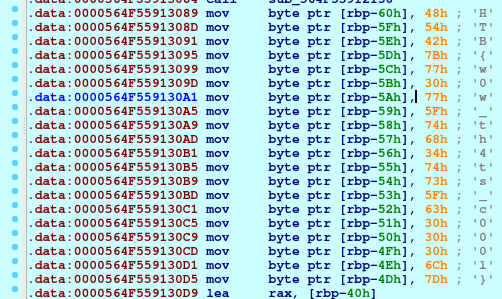 .data:0000564F55913089 mov byte ptr [rbp-60h], 48h ; 'H'
.data:0000564F5591308D mov byte ptr [rbp-5Fh], 54h ; 'T'
.data:0000564F55913091 mov byte ptr [rbp-5Eh], 42h ; 'B'
.data:0000564F55913095 mov byte ptr [rbp-5Dh], 7Bh ; '{'
.data:0000564F55913099 mov byte ptr [rbp-5Ch], 77h ; 'w'
.data:0000564F5591309D mov byte ptr [rbp-5Bh], 30h ; '0'
.data:0000564F559130A1 mov byte ptr [rbp-5Ah], 77h ; 'w'
.data:0000564F559130A5 mov byte ptr [rbp-59h], 5Fh ; '_'
.data:0000564F559130A9 mov byte ptr [rbp-58h], 74h ; 't'
.data:0000564F559130AD mov byte ptr [rbp-57h], 68h ; 'h'
.data:0000564F559130B1 mov byte ptr [rbp-56h], 34h ; '4'
.data:0000564F559130B5 mov byte ptr [rbp-55h], 74h ; 't'
.data:0000564F559130B9 mov byte ptr [rbp-54h], 73h ; 's'
.data:0000564F559130BD mov byte ptr [rbp-53h], 5Fh ; '_'
.data:0000564F559130C1 mov byte ptr [rbp-52h], 63h ; 'c'
.data:0000564F559130C5 mov byte ptr [rbp-51h], 30h ; '0'
.data:0000564F559130C9 mov byte ptr [rbp-50h], 30h ; '0'
.data:0000564F559130CD mov byte ptr [rbp-4Fh], 30h ; '0'
.data:0000564F559130D1 mov byte ptr [rbp-4Eh], 6Ch ; 'l'
.data:0000564F559130D5 mov byte ptr [rbp-4Dh], 7Dh ; '}'
.data:0000564F559130D9 lea rax, [rbp-40h]